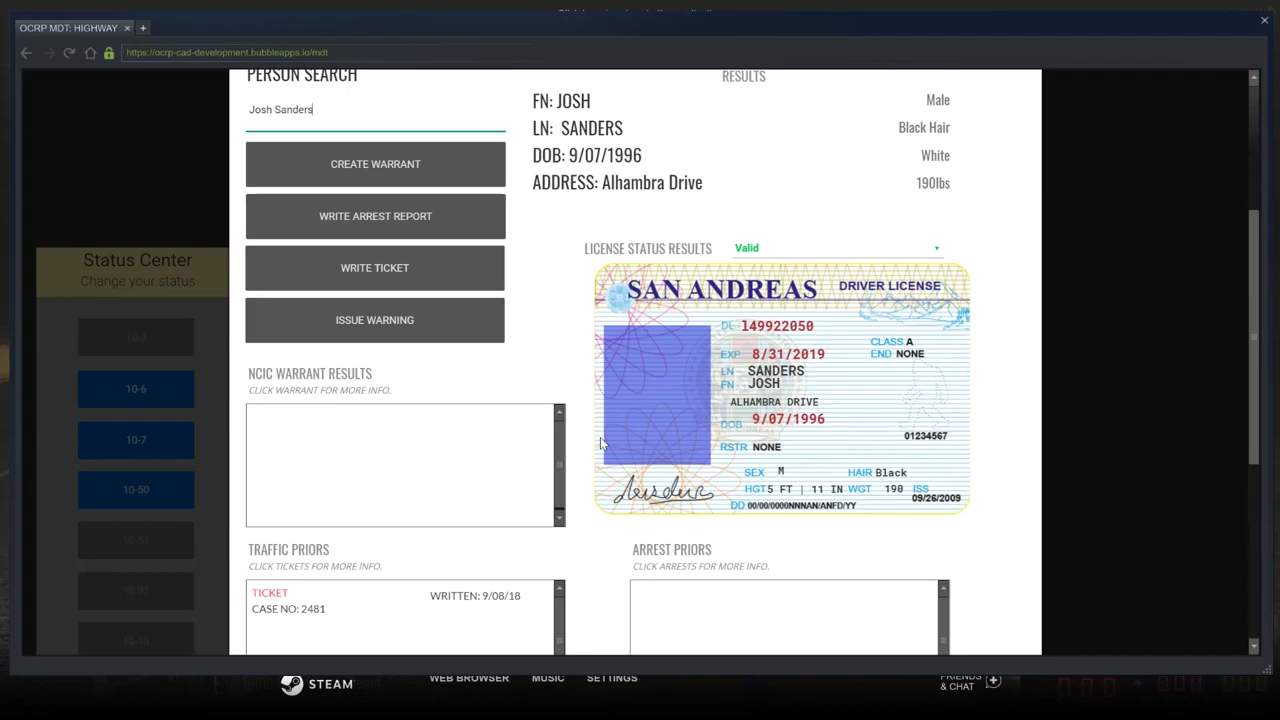 OCRP MDT: HIGHWAY
https://ocrp-cad-development.bubbleapps.io/mdt
PERSON SEARCH
Josh Sanders
CREATE WARRANT
WRITE ARREST REPORT
WRITE TICKET
ISSUE WARNING
RESULTS
FN: JOSH
Male
LN: SANDERS
Black Hair
DOB: 9/07/1996
White
ADDRESS: Alhambra Drive
190lbs
LICENSE STATUS RESULTS
Valid
SAN ANDREAS
DRIVER LICENSE
DL 149922050
EXP 8/31/2019
CLASS A
END NONE
LN SANDERS
FN JOSH
ALHAMBRA DRIVE
DOB 9/07/1996
01234567
RSTR NONE
SEX M
HAIR Black
HGT 5 FT | 11 IN WGT 190 ISS
09/26/2009
DD 00/00/0000NNNAN/ANFD/YY
Status Center
Change your status
10-6
10-7
10-50
10-15
NCIC WARRANT RESULTS
CLICK WARRANT FOR MORE INFO.
TRAFFIC PRIORS
CLICK TICKETS FOR MORE INFO.
TICKET
WRITTEN: 9/08/18
CASE NO: 2481
ARREST PRIORS
CLICK ARRESTS FOR MORE INFO.
STEAM
WEB BROWSER
MUSIC
SETTINGS
FRIENDS
& CHAT